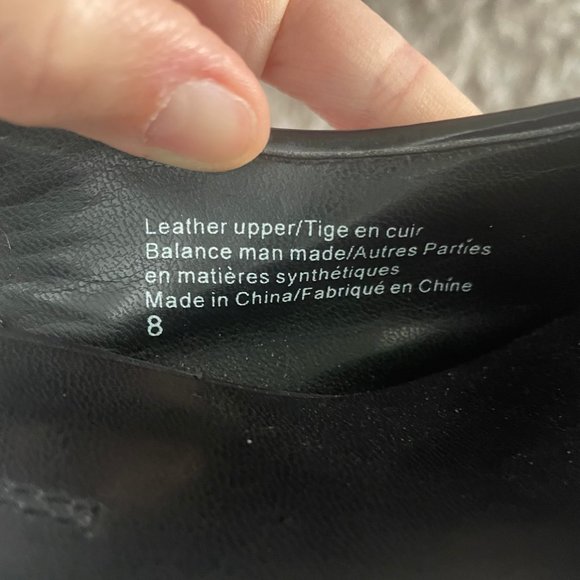 Leather upper/Tige en cuir
Balance man made/Autres Parties
en matières synthétiques
Made in China/Fabriqué en Chine
8